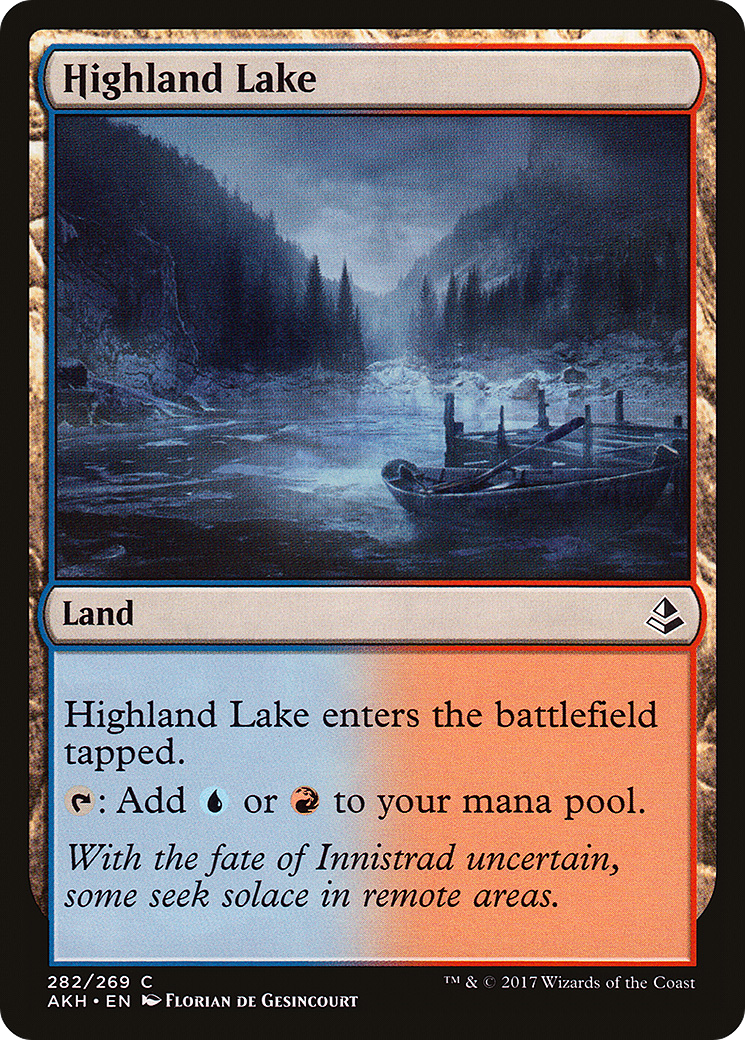 Highland Lake
Land
Highland Lake enters the battlefield
tapped.
: Add or to your mana pool.
With the fate of Innistrad uncertain,
some seek solace in remote areas.
282/269 C
™ & © 2017 Wizards of the Coast
AKH • EN Florian de Gesincourt